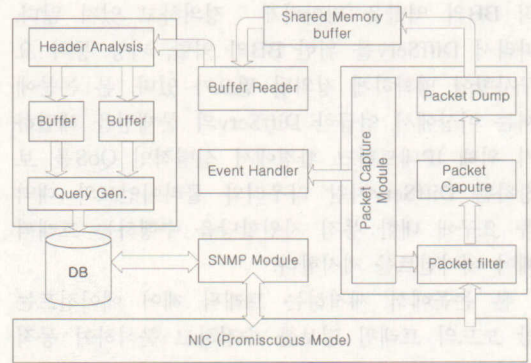 Header Analysis
Shared Memory
buffer
Buffer Reader
Buffer
Buffer
Packet Dump
Event Handler
Packet Capture
Module
Packet
Caputre
Query Gen.
DB
SNMP Module
Packet filter
NIC (Promiscuous Mode)